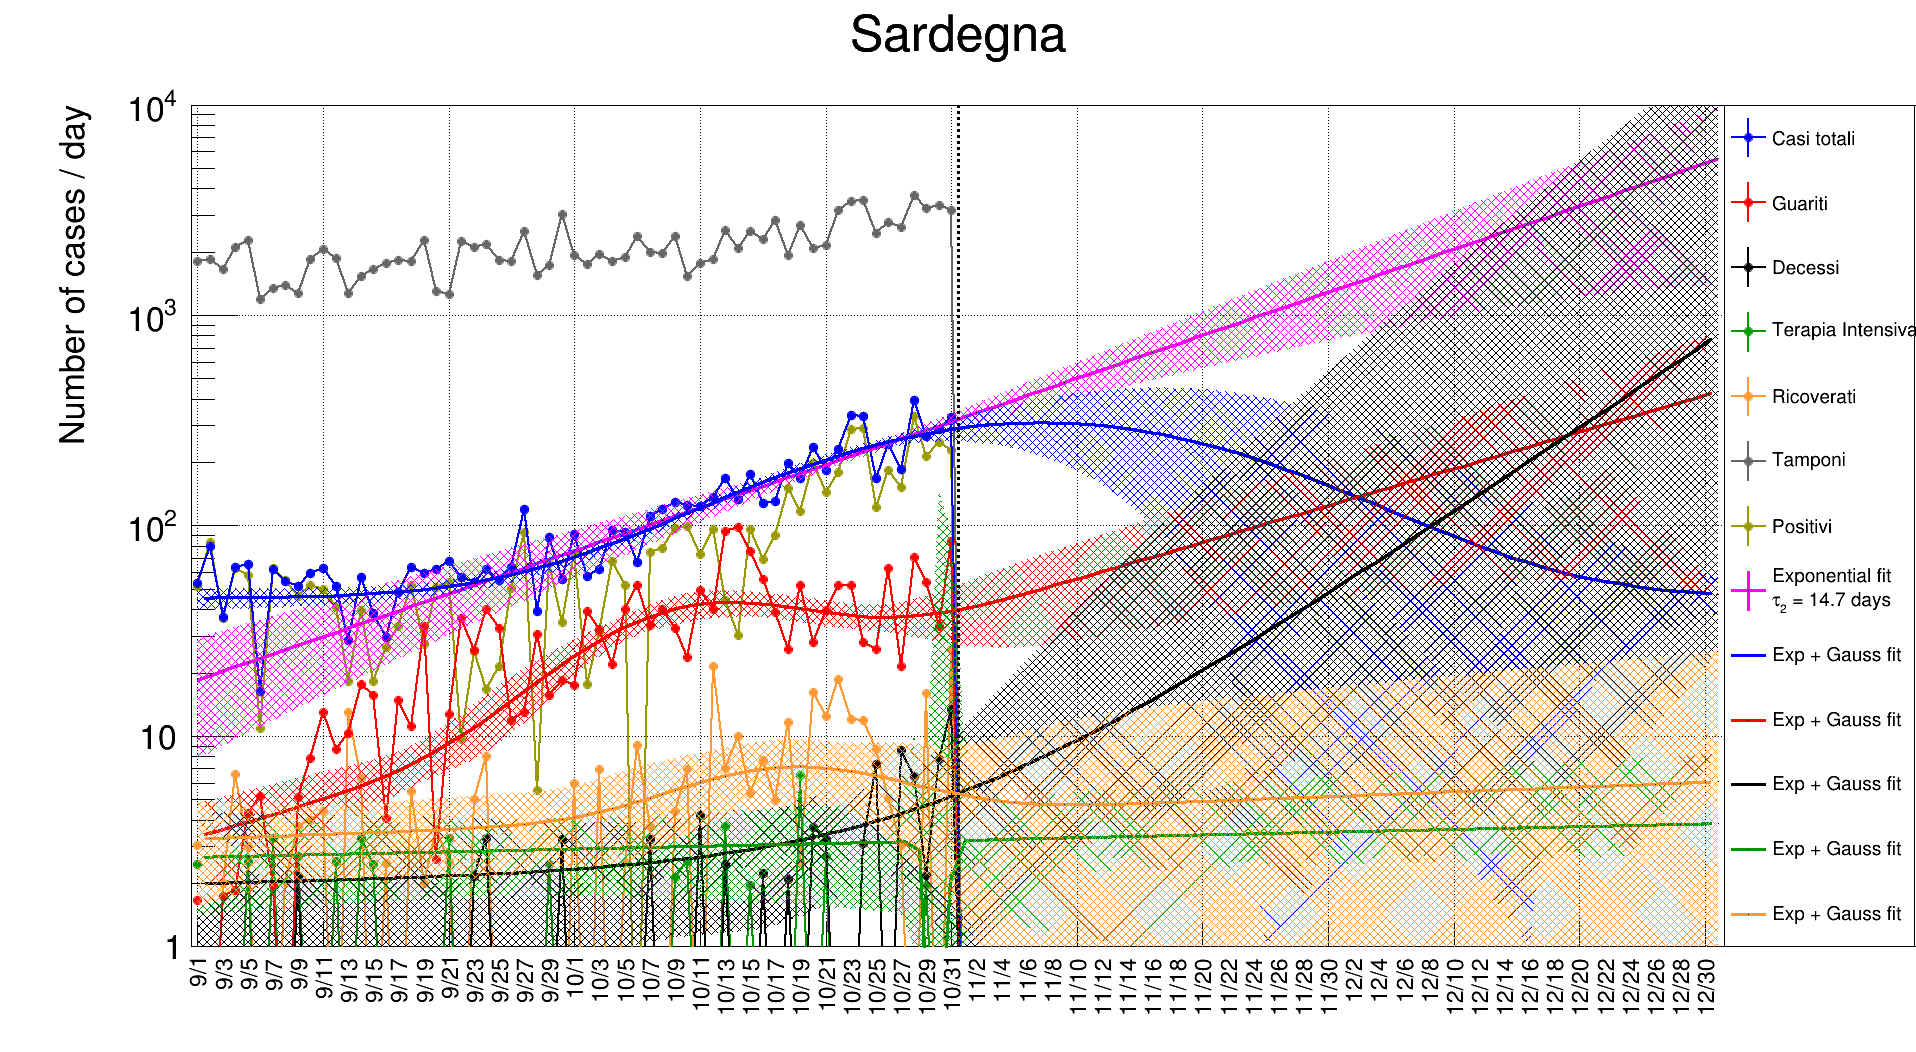 Sardegna
Number of cases / day
10^4
10^3
10^2
10
1
9/1 9/3 9/5 9/7 9/9 9/11 9/13 9/15 9/17 9/19 9/21 9/23 9/25 9/27 9/29 10/1 10/3 10/5 10/7 10/9 10/11 10/13 10/15 10/17 10/19 10/21 10/23 10/25 10/27 10/29 10/31 11/2 11/4 11/6 11/8 11/10 11/12 11/14 11/16 11/18 11/20 11/22 11/24 11/26 11/28 11/30 12/2 12/4 12/6 12/8 12/10 12/12 12/14 12/16 12/18 12/20 12/22 12/24 12/26 12/28 12/30
Casi totali
Guariti
Decessi
Terapia Intensiva
Ricoverati
Tamponi
Positivi
Exponential fit
τ₂ = 14.7 days
Exp + Gauss fit
Exp + Gauss fit
Exp + Gauss fit
Exp + Gauss fit
Exp + Gauss fit